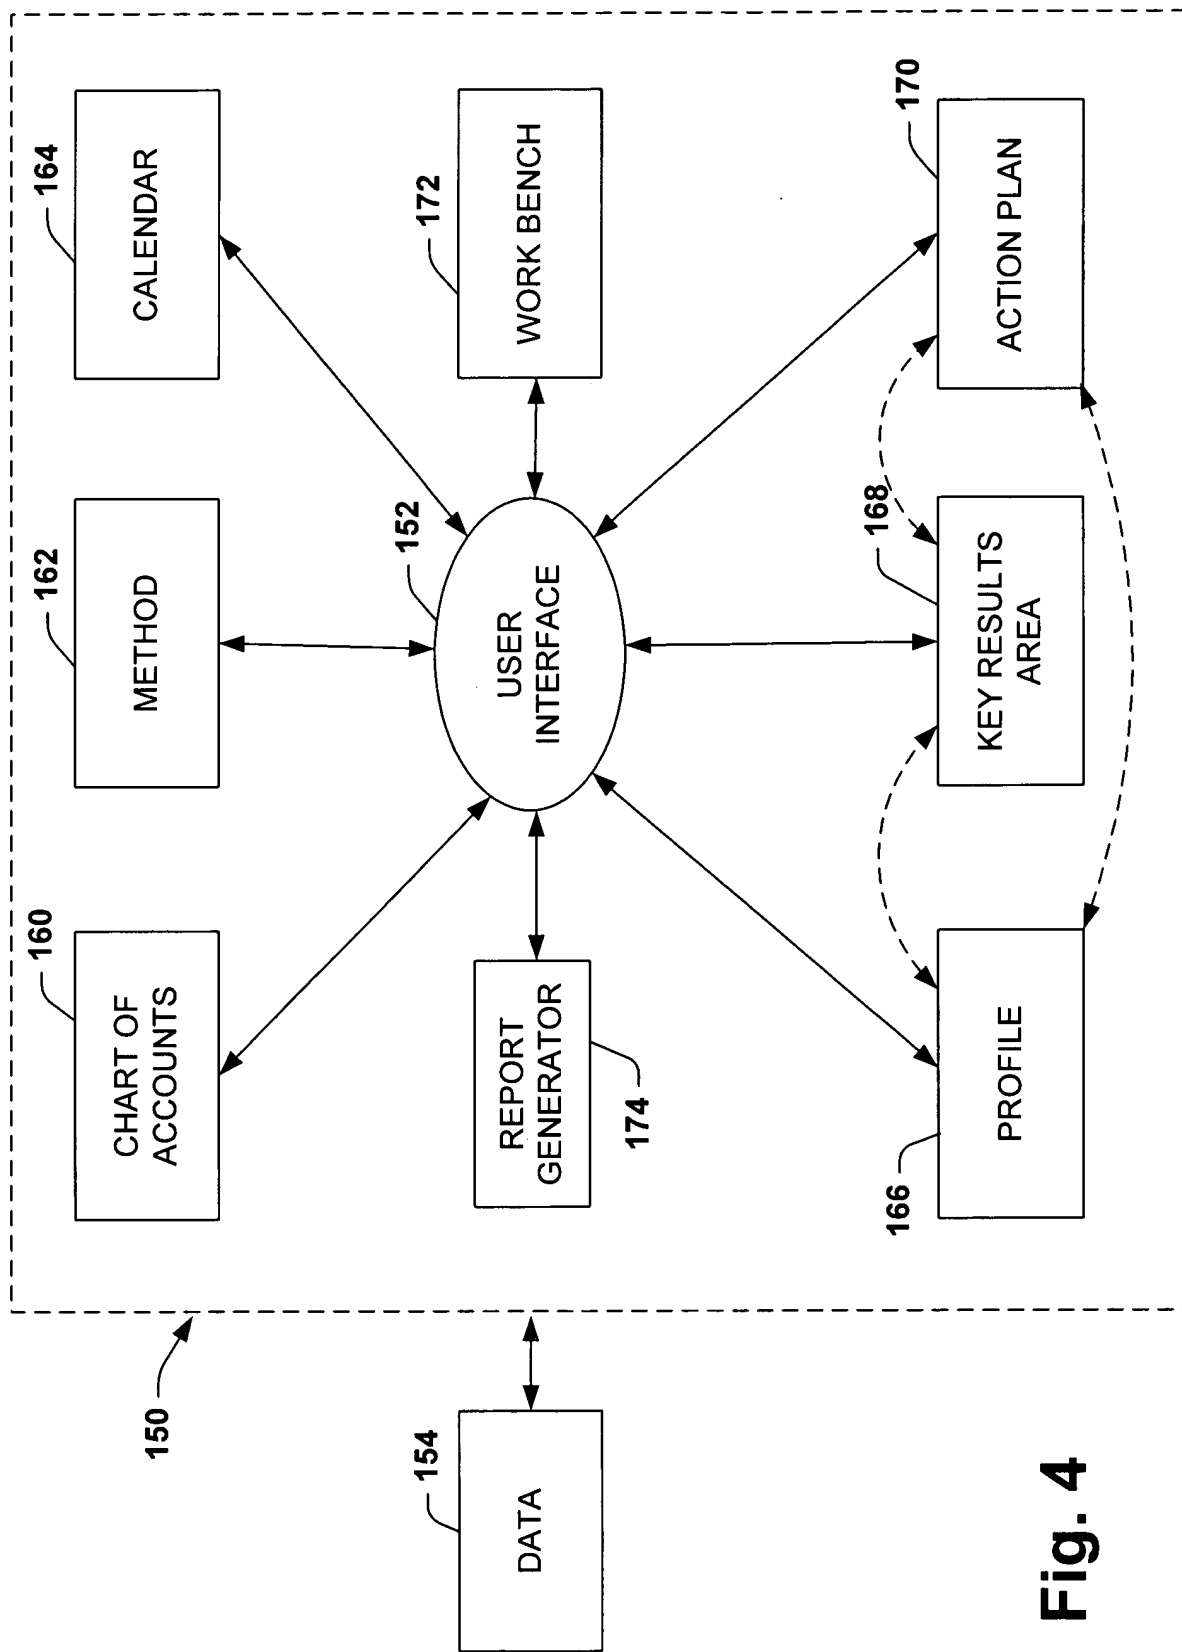 160
CHART OF
ACCOUNTS
162
METHOD
164
CALENDAR
150
152
USER
INTERFACE
154
DATA
REPORT
GENERATOR
174
172
WORK BENCH
166
PROFILE
168
KEY RESULTS
AREA
170
ACTION PLAN
Fig. 4